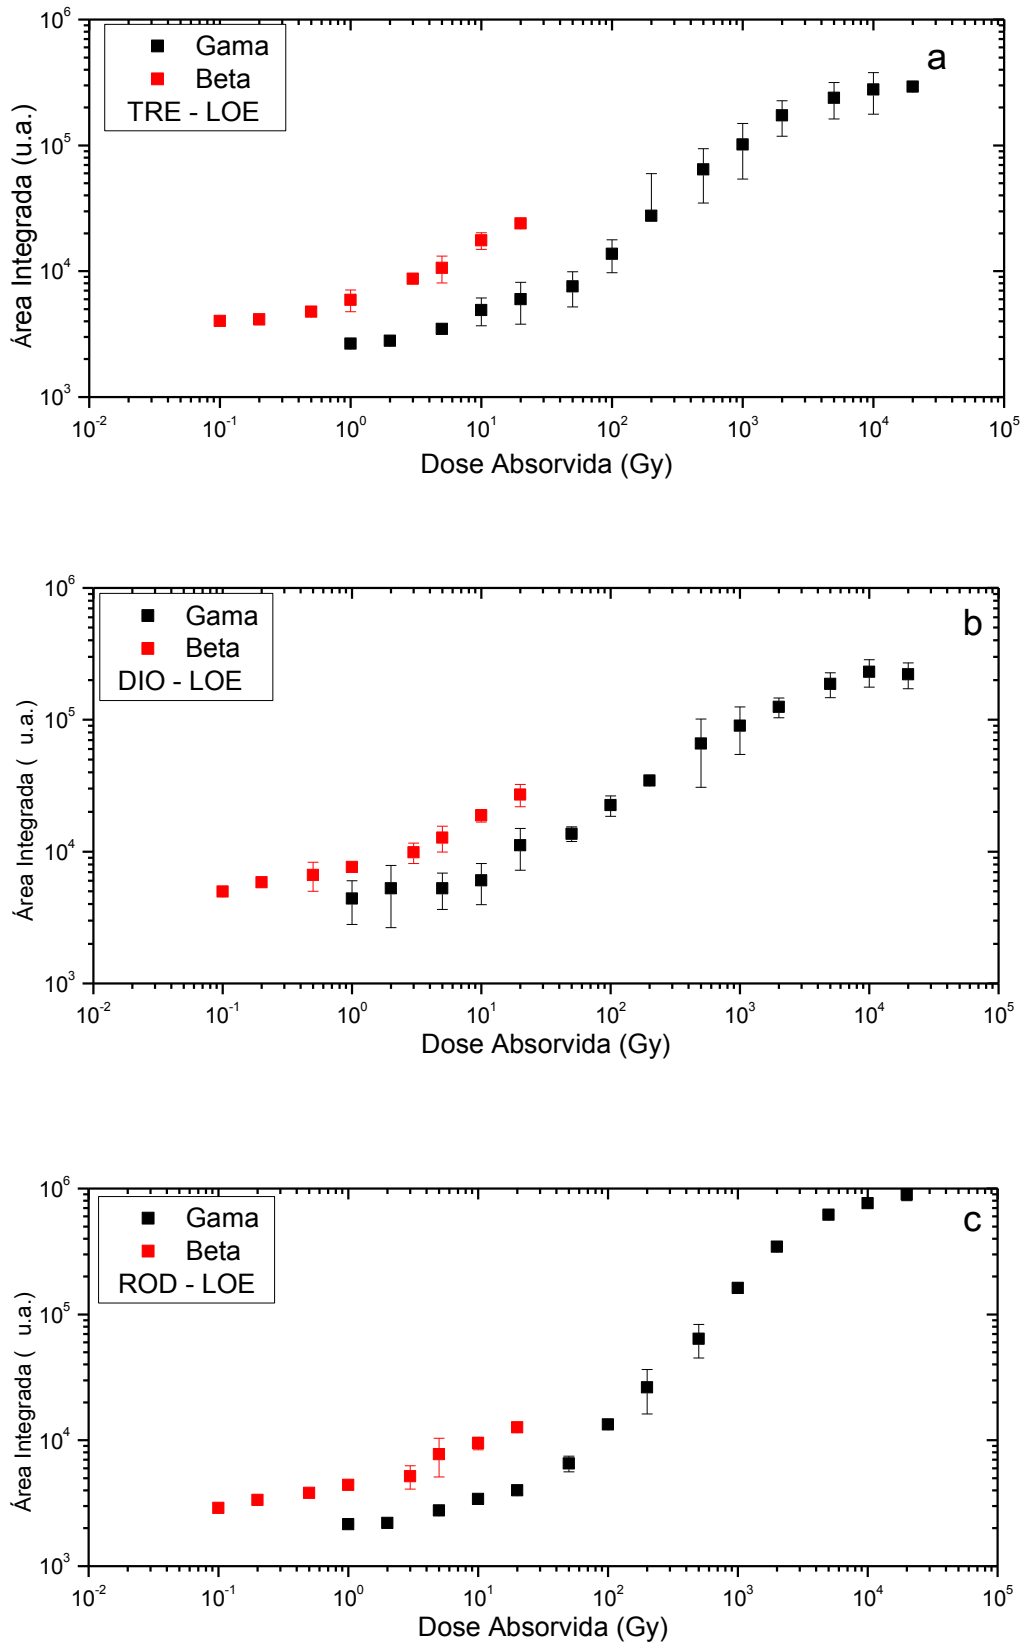 10^6
Gama
Beta
TRE - LOE
a
10^5
10^4
10^3
Área Integrada (u.a.)
10^-2 10^-1 10^0 10^1 10^2 10^3 10^4 10^5
Dose Absorvida (Gy)
10^6
Gama
Beta
DIO - LOE
b
10^5
10^4
10^3
Área Integrada ( u.a.)
10^-2 10^-1 10^0 10^1 10^2 10^3 10^4 10^5
Dose Absorvida (Gy)
10^6
Gama
Beta
ROD - LOE
c
10^5
10^4
10^3
Área Integrada ( u.a.)
10^-2 10^-1 10^0 10^1 10^2 10^3 10^4 10^5
Dose Absorvida (Gy)